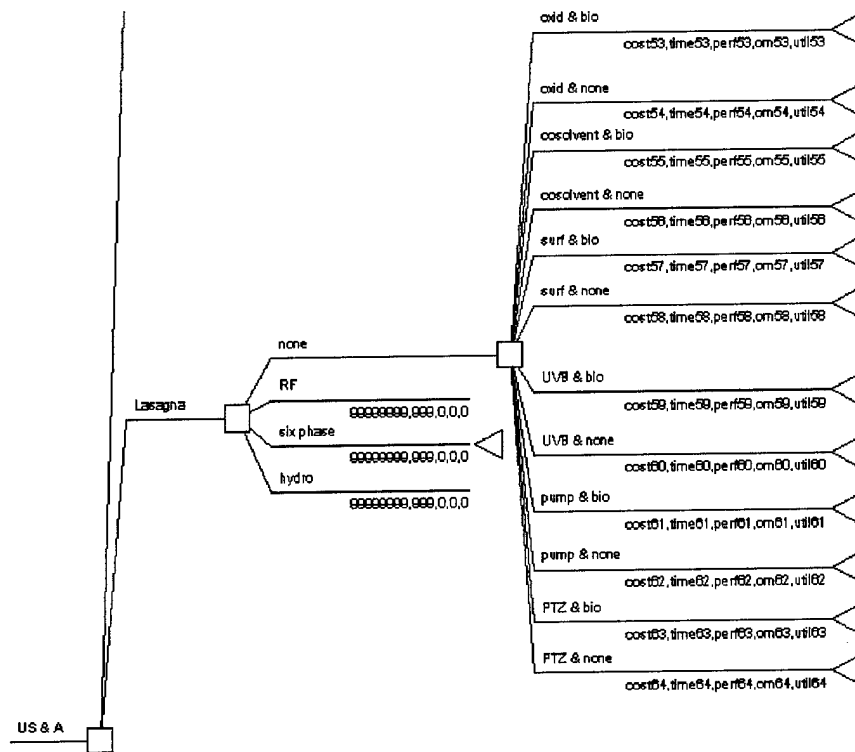 oxid & bio
cost53,time53,perf53,om53,util53
oxid & none
cost54,time54,perf54,om54,util54
cosolvent & bio
cost55,time55,perf55,om55,util55
cosolvent & none
cost56,time56,perf56,om56,util56
surf & bio
cost57,time57,perf57,om57,util57
surf & none
cost58,time58,perf58,om58,util58
none
RF
99999999,999,0,0,0
Lasagna
six phase
99999999,999,0,0,0
hydro
99999999,999,0,0,0
UVB & bio
cost59,time59,perf59,om59,util59
UVB & none
cost60,time60,perf60,om60,util60
pump & bio
cost61,time61,perf61,om61,util61
pump & none
cost62,time62,perf62,om62,util62
PTZ & bio
cost63,time63,perf63,om63,util63
PTZ & none
cost64,time64,perf64,om64,util64
US & A